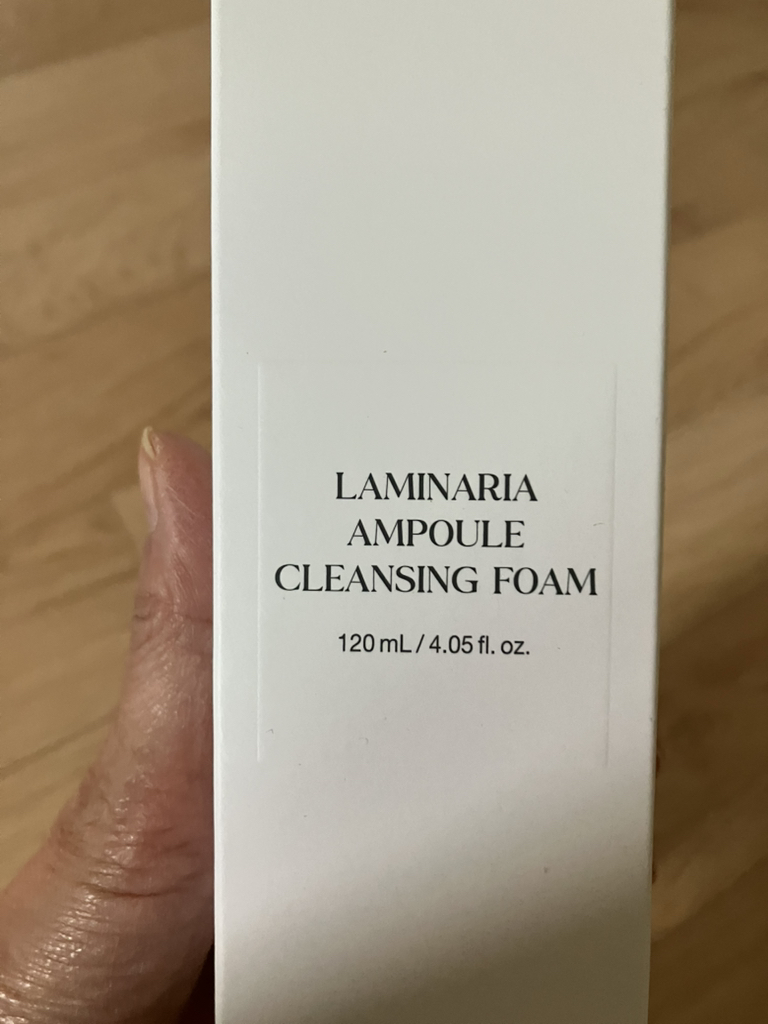 LAMINARIA
AMPOULE
CLEANSING FOAM
120 mL / 4.05 fl. oz.